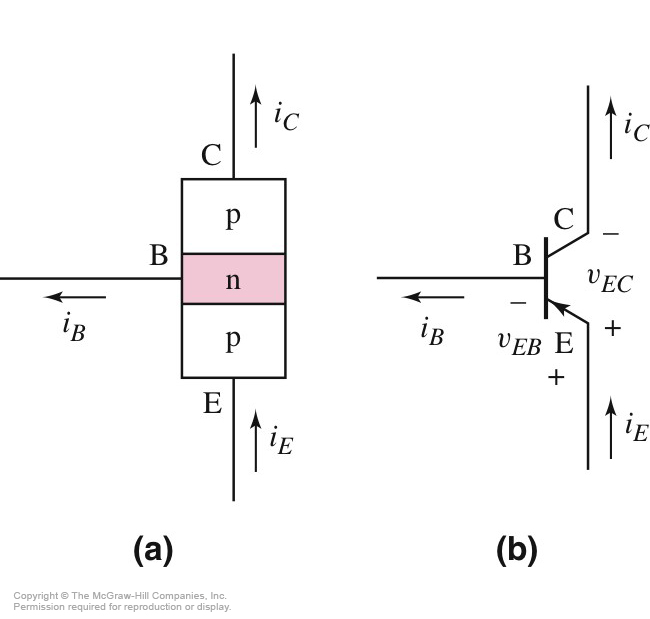 i_C
C
p
B
n
i_B
p
E
i_E
(a)
i_C
C
−
B
v_EC
−
i_B
v_EB
E
+
+
i_E
(b)
Copyright © The McGraw-Hill Companies, Inc.
Permission required for reproduction or display.